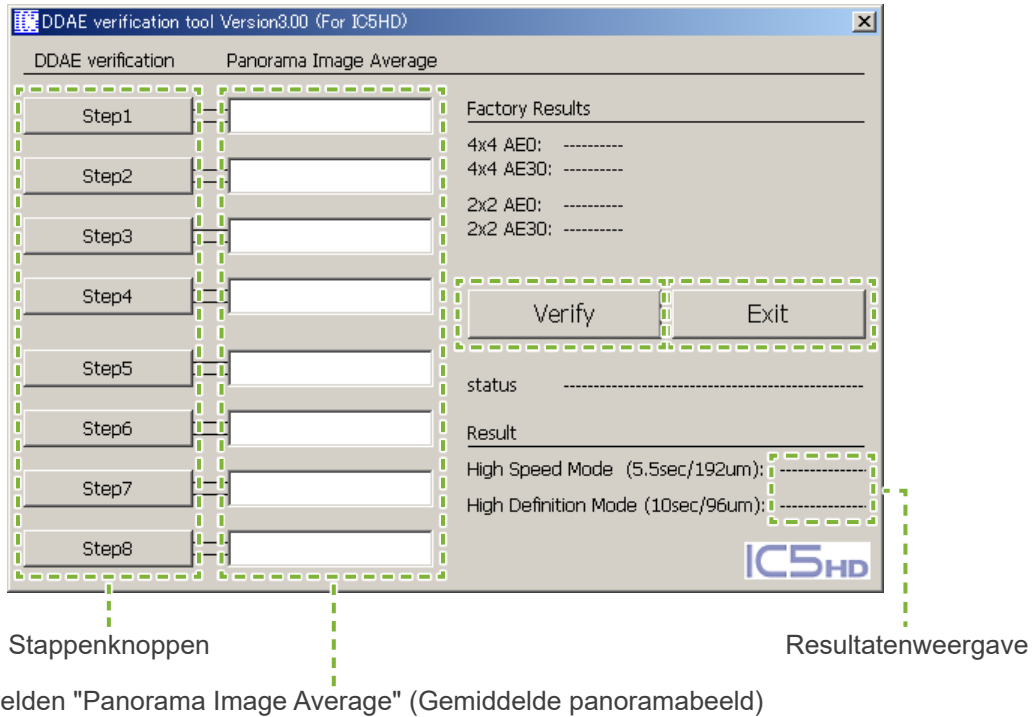 DDAE verification tool Version3.00 (For IC5HD)
DDAE verification Panorama Image Average
Step1
Step2
Step3
Step4
Step5
Step6
Step7
Step8
Factory Results
4x4 AE0: ----------
4x4 AE30: ----------
2x2 AE0: ----------
2x2 AE30: ----------
Verify Exit
status --------------------------------------------------
Result
High Speed Mode (5.5sec/192um): ---------------
High Definition Mode (10sec/96um): ---------------
IC5HD
Stappenknoppen
Resultatenweergave
elden "Panorama Image Average" (Gemiddelde panoramabeeld)